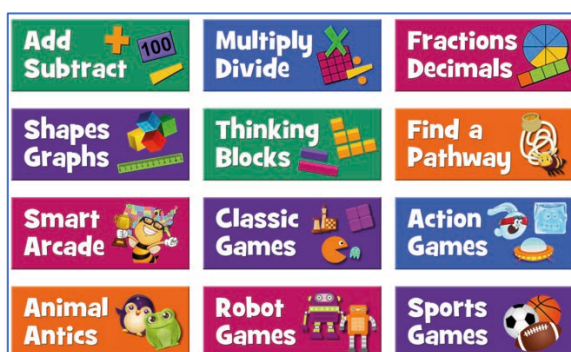 Add
Subtract
100
Multiply
Divide
Fractions
Decimals
Shapes
Graphs
Thinking
Blocks
Find a
Pathway
Smart
Arcade
Classic
Games
Action
Games
Animal
Antics
Robot
Games
Sports
Games